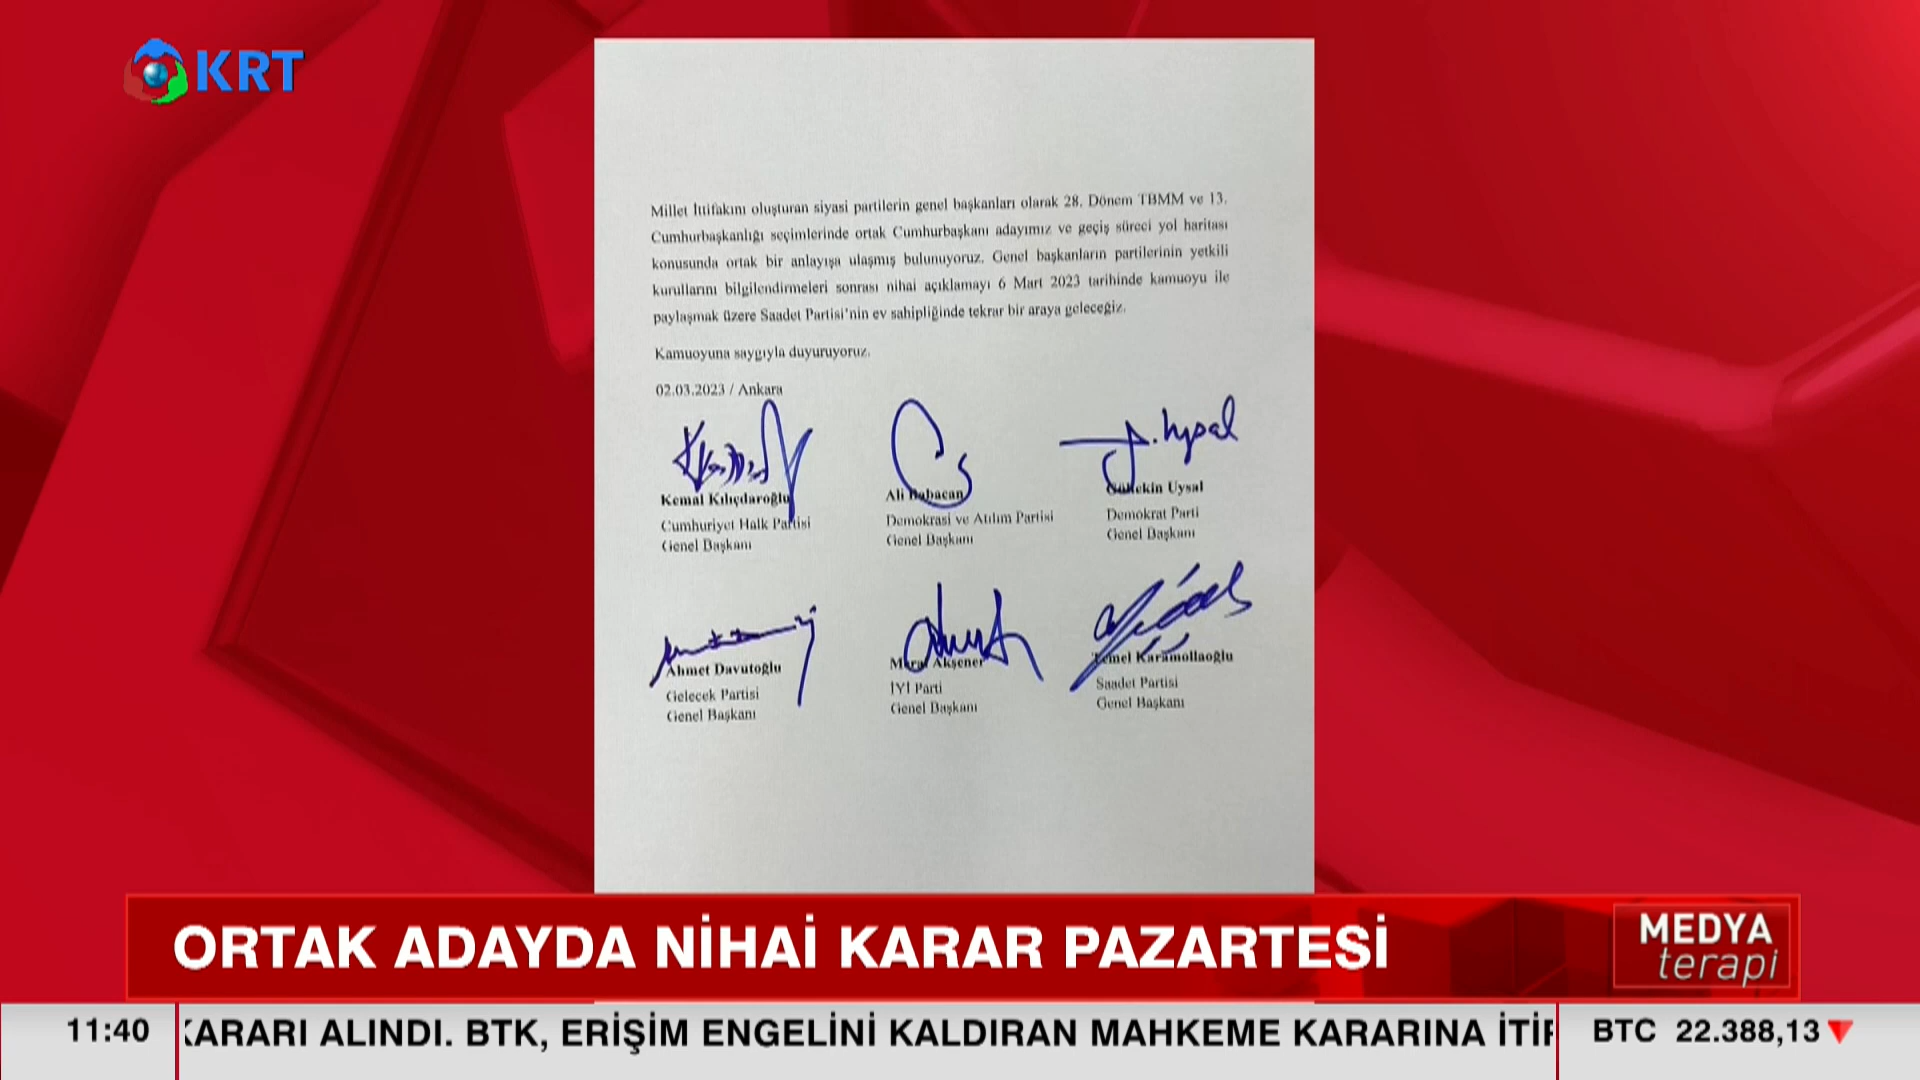 KRT
Millet İttifakını oluşturan siyasi partilerin genel başkanları olarak 28. Dönem TBMM ve 13.
Cumhurbaşkanlığı seçimlerinde ortak Cumhurbaşkanı adayımız ve geçiş süreci yol haritası
konusunda ortak bir anlayışa ulaşmış bulunuyoruz. Genel başkanların partilerinin yetkili
kurullarını bilgilendirmeleri sonrası nihai açıklamayı 6 Mart 2023 tarihinde kamuoyu ile
paylaşmak üzere Saadet Partisi'nin ev sahipliğinde tekrar bir araya geleceğiz.
Kamuoyuna saygıyla duyuruyoruz.
02.03.2023 / Ankara
Kemal Kılıçdaroğlu
Cumhuriyet Halk Partisi
Genel Başkanı
Ali Babacan
Demokrasi ve Atılım Partisi
Genel Başkanı
Gültekin Uysal
Demokrat Parti
Genel Başkanı
Ahmet Davutoğlu
Gelecek Partisi
Genel Başkanı
Meral Akşener
İYİ Parti
Genel Başkanı
Temel Karamollaoğlu
Saadet Partisi
Genel Başkanı
ORTAK ADAYDA NİHAİ KARAR PAZARTESİ
MEDYA
terapi
11:40
KARARI ALINDI. BTK, ERİŞİM ENGELİNİ KALDIRAN MAHKEME KARARINA İTİ
BTC 22.388,13